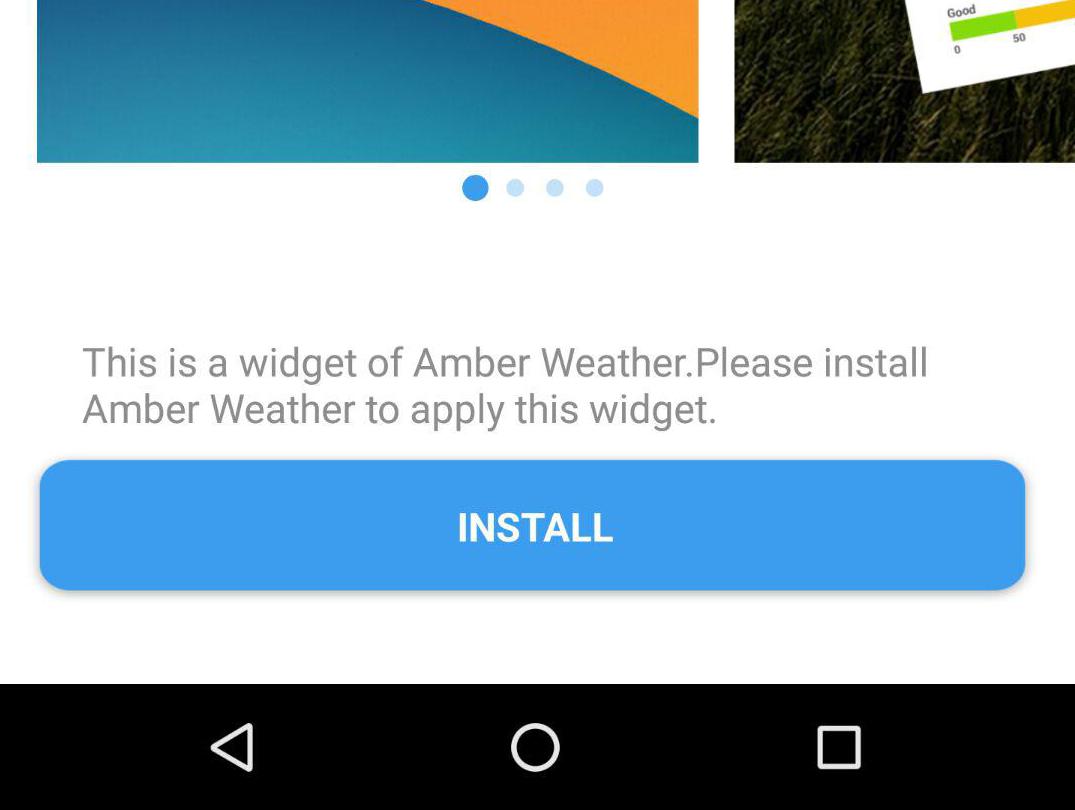 Good
0
50
This is a widget of Amber Weather.Please install
Amber Weather to apply this widget.
INSTALL